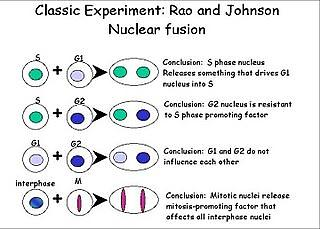 Classic Experiment: Rao and Johnson
Nuclear fusion
S G1
Conclusion: S phase nucleus
Releases something that drives G1
nucleus into S
S G2
Conclusion: G2 nucleus is resistant
to S phase promoting factor
G1 G2
Conclusion: G1 and G2 do not
influence each other
interphase M
Conclusion: Mitotic nuclei release
mitosis-promoting factor that
affects all interphase nuclei